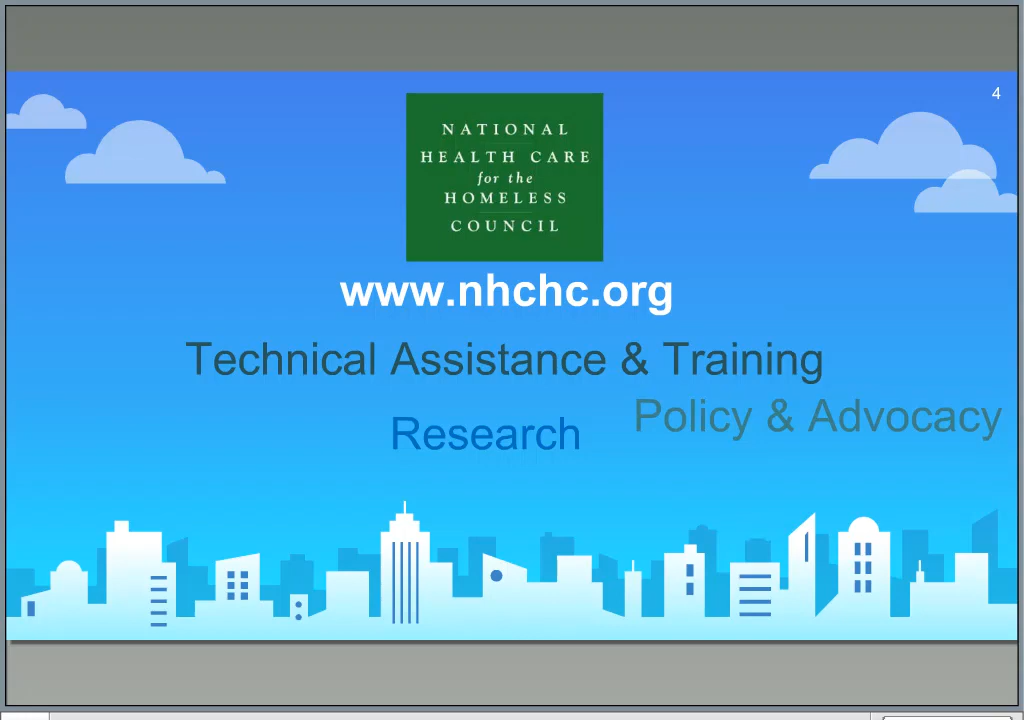 4
NATIONAL
HEALTH CARE
for the
HOMELESS
COUNCIL
www.nhchc.org
Technical Assistance & Training
Policy & Advocacy
Research